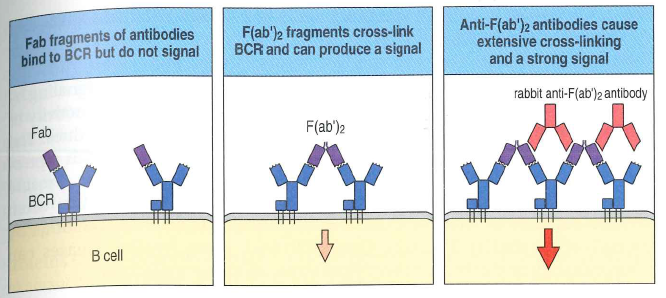 Fab fragments of antibodies
bind to BCR but do not signal
Fab
BCR
B cell
F(ab')₂ fragments cross-link
BCR and can produce a signal
F(ab')₂
Anti-F(ab')₂ antibodies cause
extensive cross-linking
and a strong signal
rabbit anti-F(ab')₂ antibody